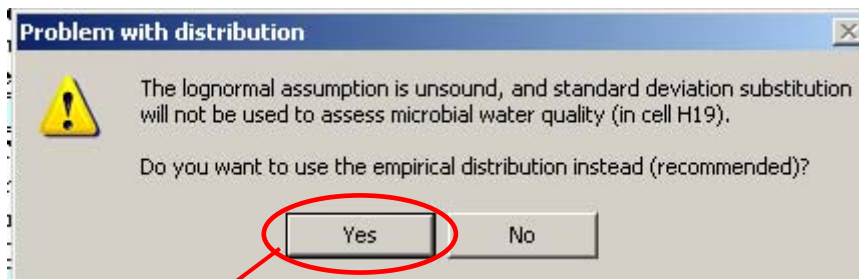 Problem with distribution
The lognormal assumption is unsound, and standard deviation substitution
will not be used to assess microbial water quality (in cell H19).
Do you want to use the empirical distribution instead (recommended)?
Yes No